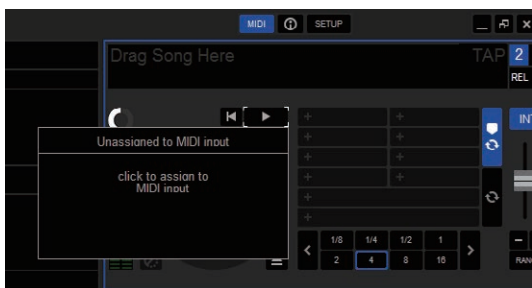 MIDI SETUP
Drag Song Here TAP 2
REL
INT
Unassigned to MIDI input
click to assign to
MIDI input
1/8 1/4 1/2 1
2 4 8 16
RAN